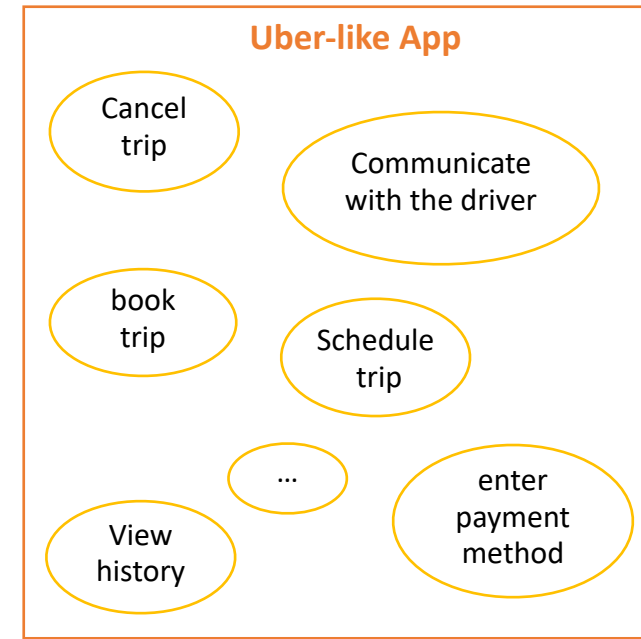 Uber-like App
Cancel
trip
Communicate
with the driver
book
trip
Schedule
trip
...
enter
payment
method
View
history